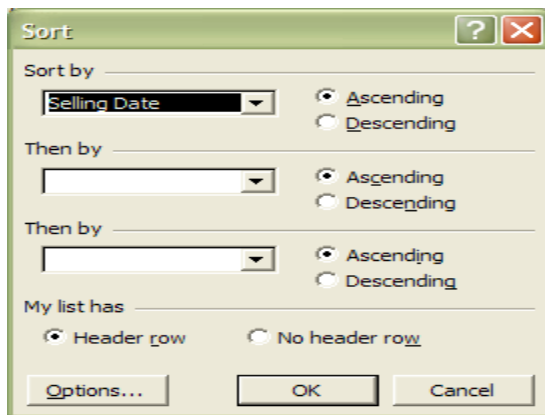 Sort
Sort by
Selling Date
Ascending
Descending
Then by
Ascending
Descending
Then by
Ascending
Descending
My list has
Header row
No header row
Options...
OK
Cancel